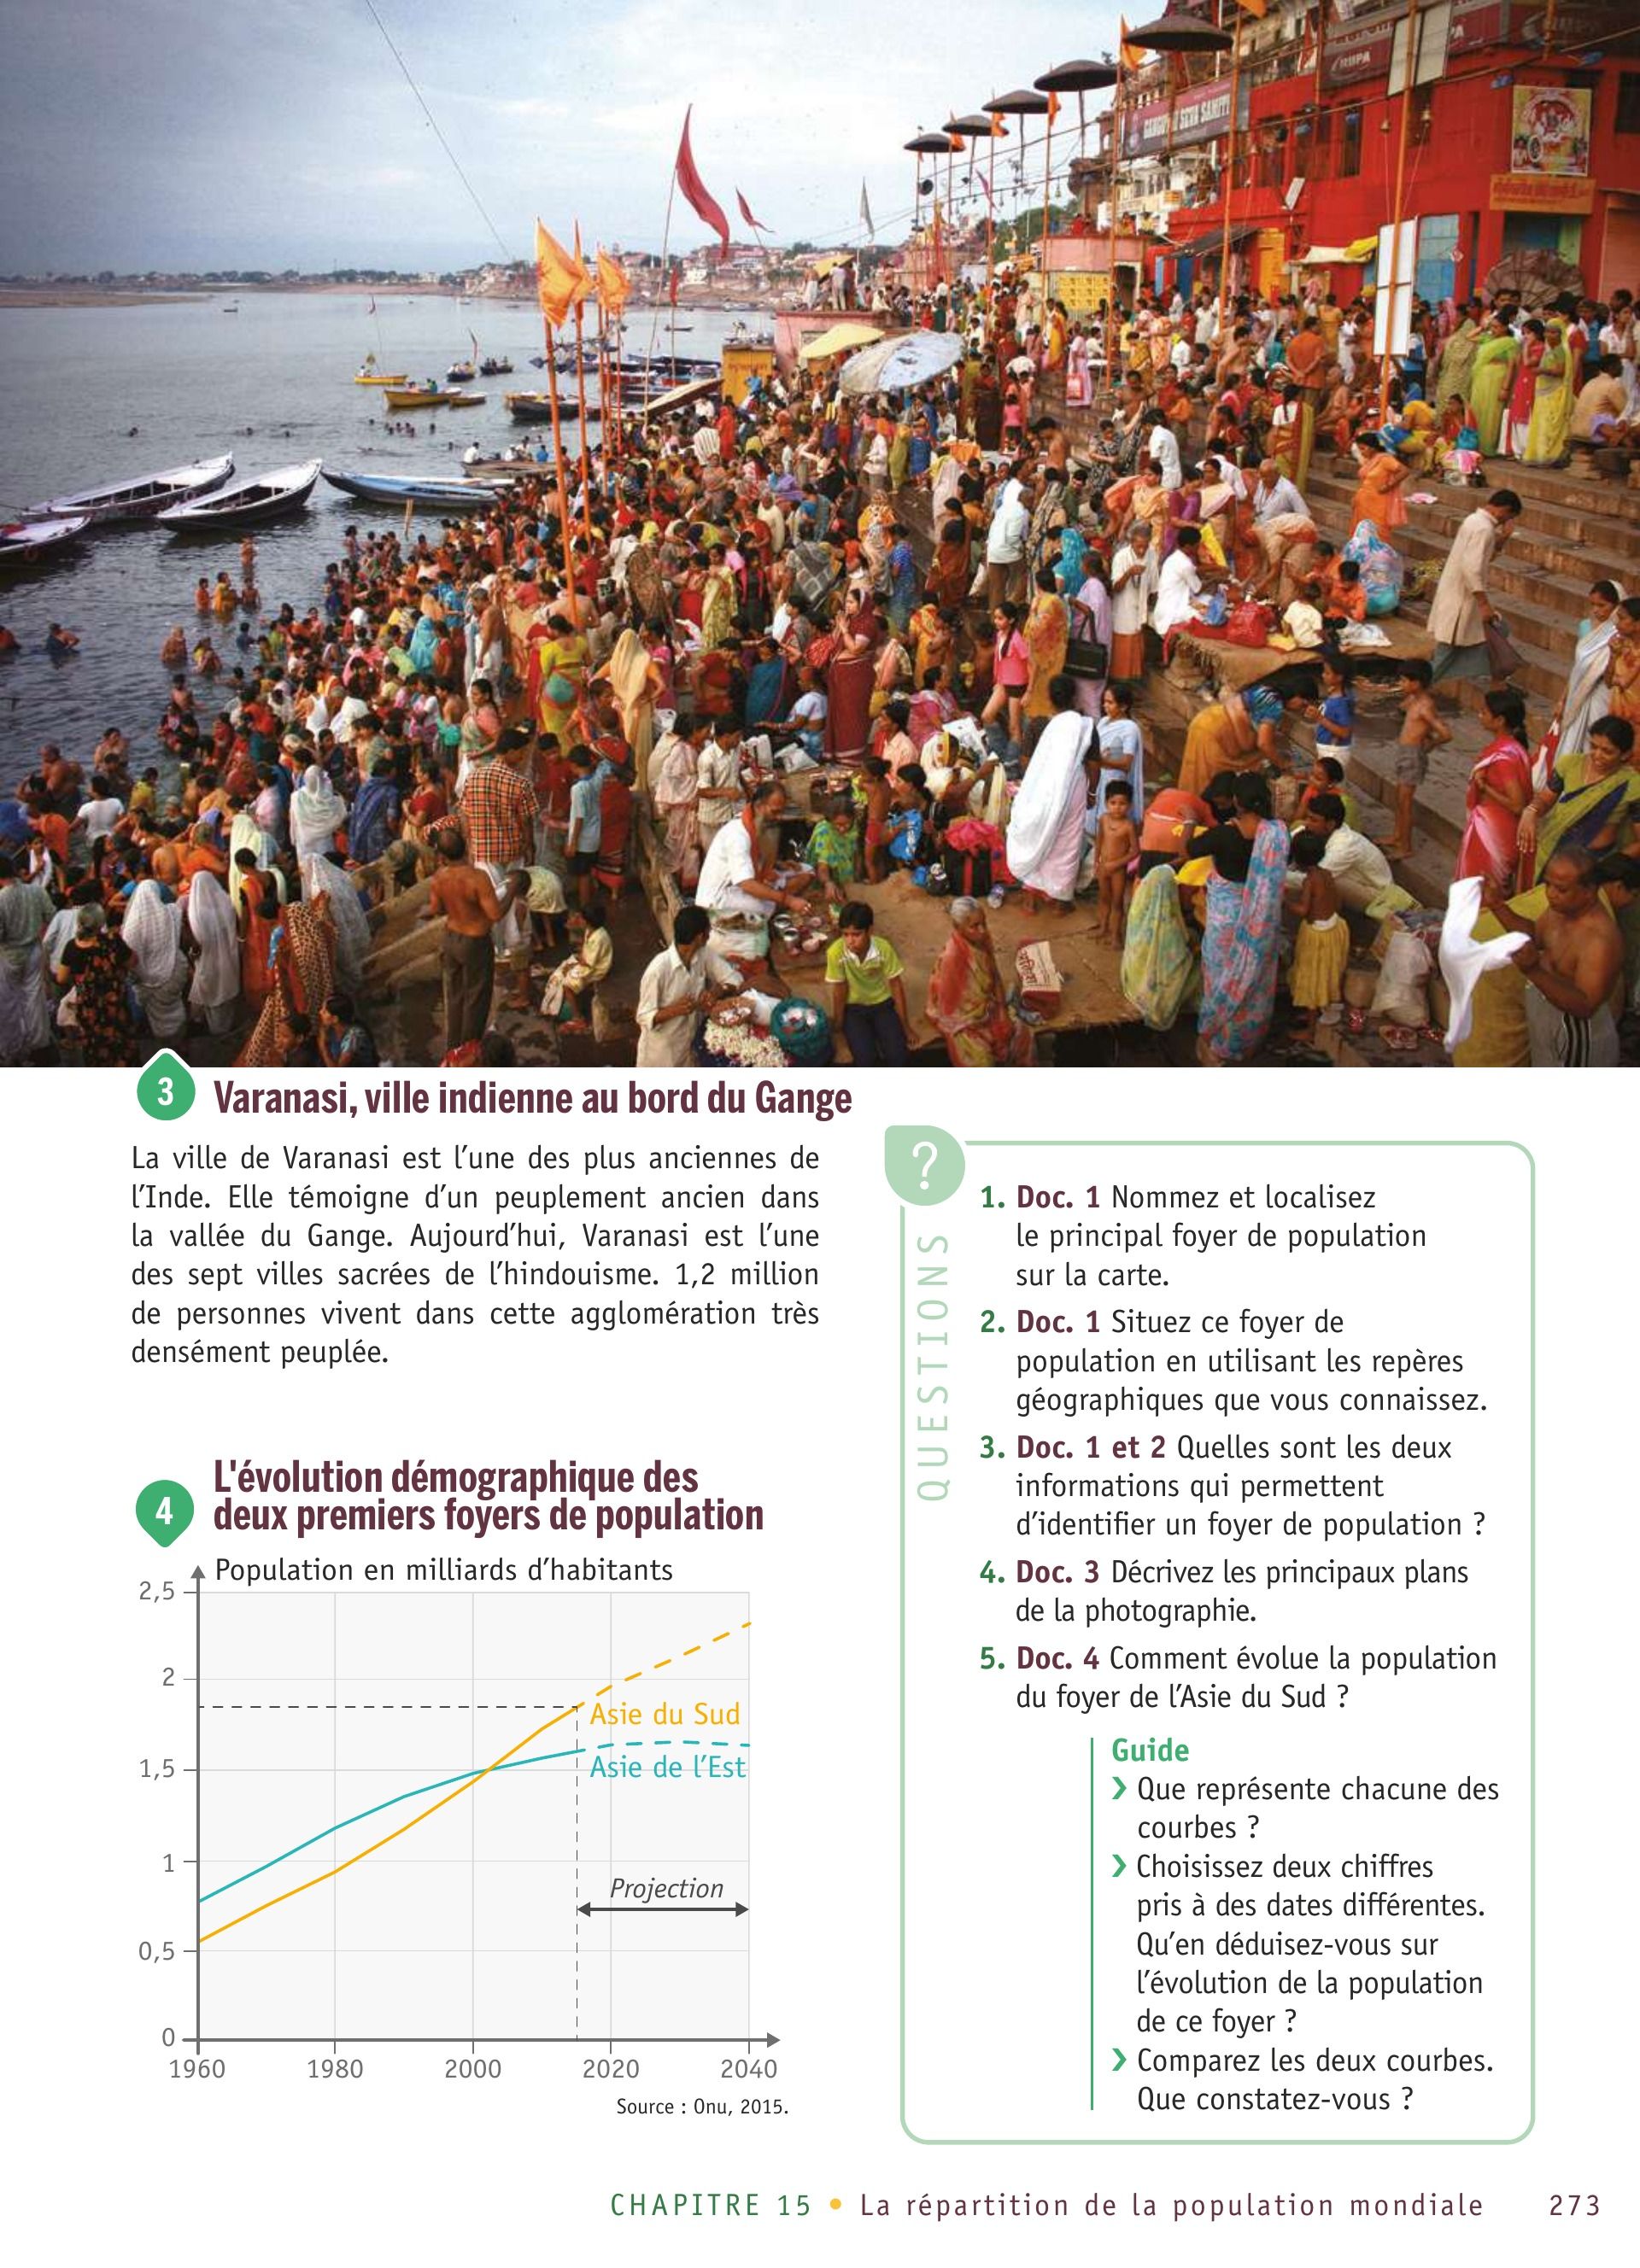 RUPA
GANGA SEVA SAMITI
3
Varanasi, ville indienne au bord du Gange
La ville de Varanasi est l’une des plus anciennes de
l’Inde. Elle témoigne d’un peuplement ancien dans
la vallée du Gange. Aujourd’hui, Varanasi est l’une
des sept villes sacrées de l’hindouisme. 1,2 million
de personnes vivent dans cette agglomération très
densément peuplée.
4
L'évolution démographique des
deux premiers foyers de population
Population en milliards d’habitants
2,5
2
1,5
1
0,5
0
Asie du Sud
Asie de l’Est
Projection
1960 1980 2000 2020 2040
Source : Onu, 2015.
?
QUESTIONS
1. Doc. 1 Nommez et localisez
le principal foyer de population
sur la carte.
2. Doc. 1 Situez ce foyer de
population en utilisant les repères
géographiques que vous connaissez.
3. Doc. 1 et 2 Quelles sont les deux
informations qui permettent
d’identifier un foyer de population ?
4. Doc. 3 Décrivez les principaux plans
de la photographie.
5. Doc. 4 Comment évolue la population
du foyer de l’Asie du Sud ?
Guide
❯ Que représente chacune des
courbes ?
❯ Choisissez deux chiffres
pris à des dates différentes.
Qu’en déduisez-vous sur
l’évolution de la population
de ce foyer ?
❯ Comparez les deux courbes.
Que constatez-vous ?
CHAPITRE 15 • La répartition de la population mondiale 273